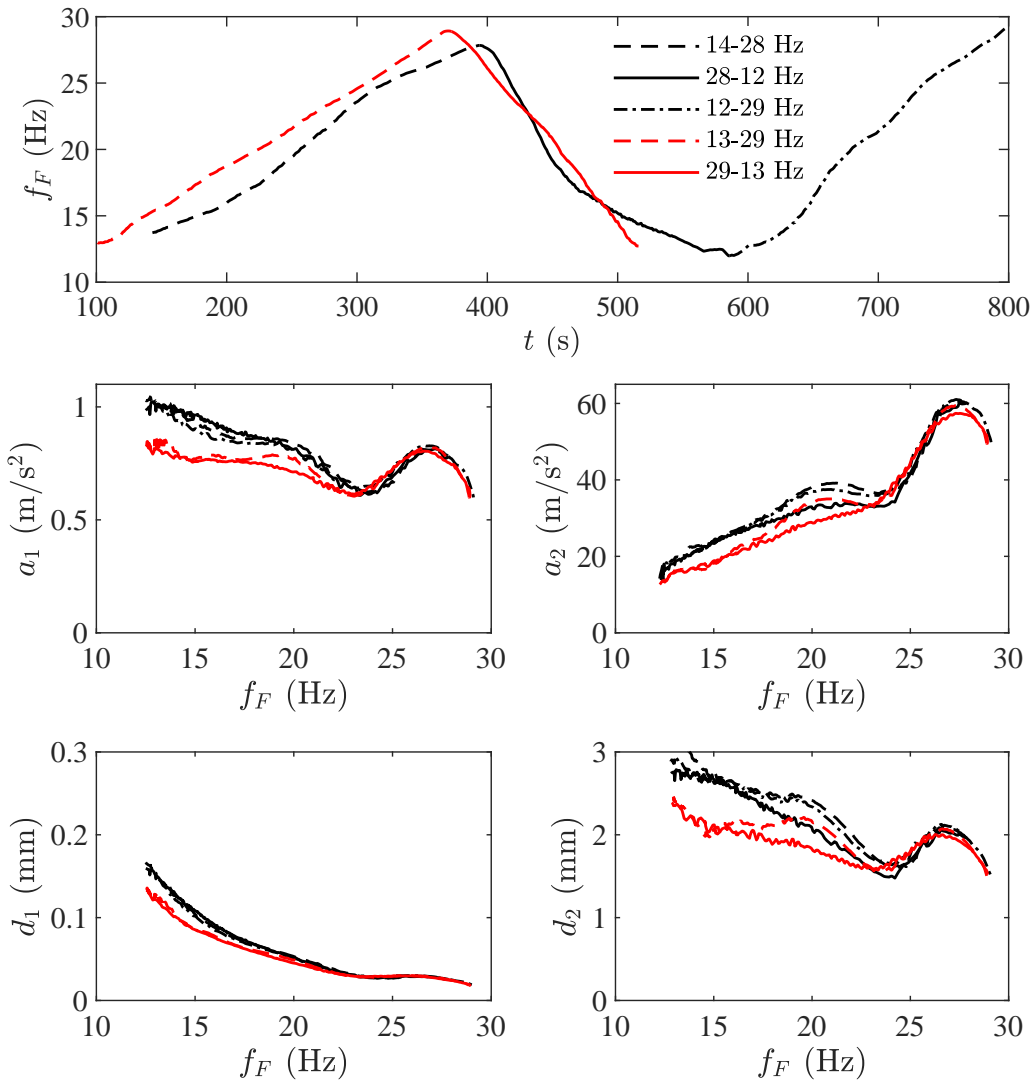 30
25
20
15
10
f_F (Hz)
14-28 Hz
28-12 Hz
12-29 Hz
13-29 Hz
29-13 Hz
100 200 300 400 500 600 700 800
t (s)
1
0.5
0
a_1 (m/s^2)
10 15 20 25 30
f_F (Hz)
60
40
20
0
a_2 (m/s^2)
10 15 20 25 30
f_F (Hz)
0.3
0.2
0.1
0
d_1 (mm)
10 15 20 25 30
f_F (Hz)
3
2
1
0
d_2 (mm)
10 15 20 25 30
f_F (Hz)